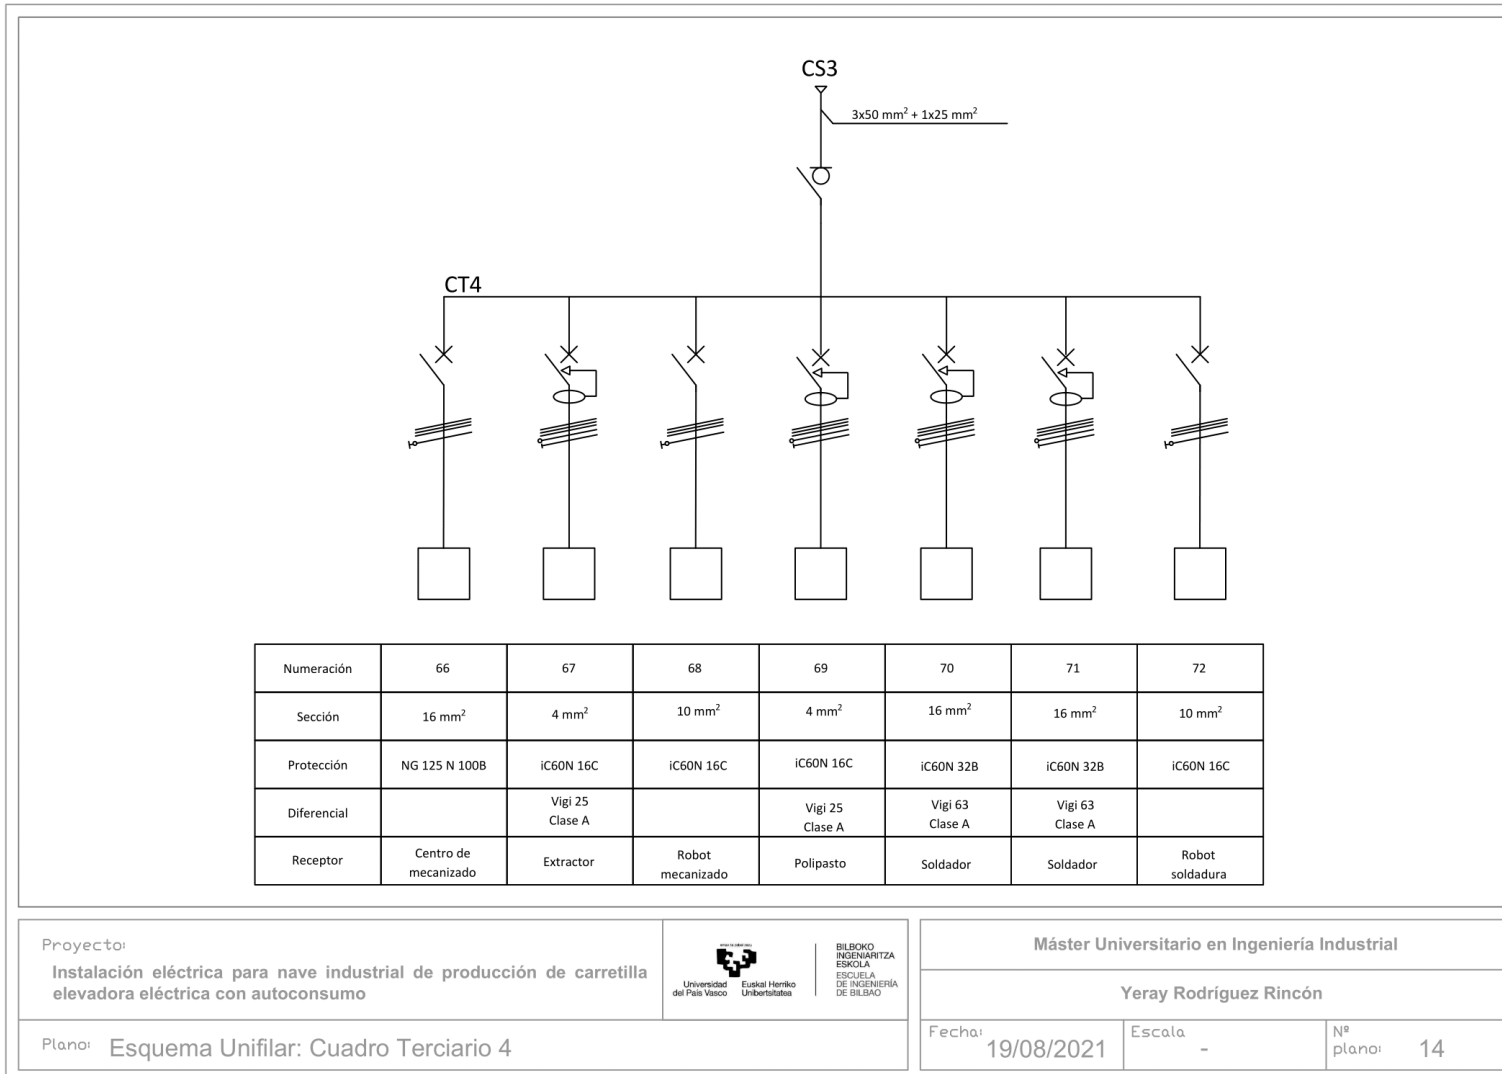 CS3
3x50 mm² + 1x25 mm²
CT4
Numeración 66 67 68 69 70 71 72
Sección 16 mm² 4 mm² 10 mm² 4 mm² 16 mm² 16 mm² 10 mm²
Protección NG 125 N 100B iC60N 16C iC60N 16C iC60N 16C iC60N 32B iC60N 32B iC60N 16C
Diferencial Vigi 25 Clase A Vigi 25 Clase A Vigi 63 Clase A Vigi 63 Clase A
Receptor Centro de mecanizado Extractor Robot mecanizado Polipasto Soldador Soldador Robot soldadura
Proyecto:
Instalación eléctrica para nave industrial de producción de carretilla
elevadora eléctrica con autoconsumo
Universidad del País Vasco
Euskal Herriko Unibertsitatea
BILBOKO
INGENIARITZA
ESKOLA
ESCUELA
DE INGENIERÍA
DE BILBAO
Plano: Esquema Unifilar: Cuadro Terciario 4
Máster Universitario en Ingeniería Industrial
Yeray Rodríguez Rincón
Fecha: 19/08/2021
Escala -
Nº plano: 14